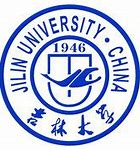 JILIN UNIVERSITY · CHINA
1946
吉林大学